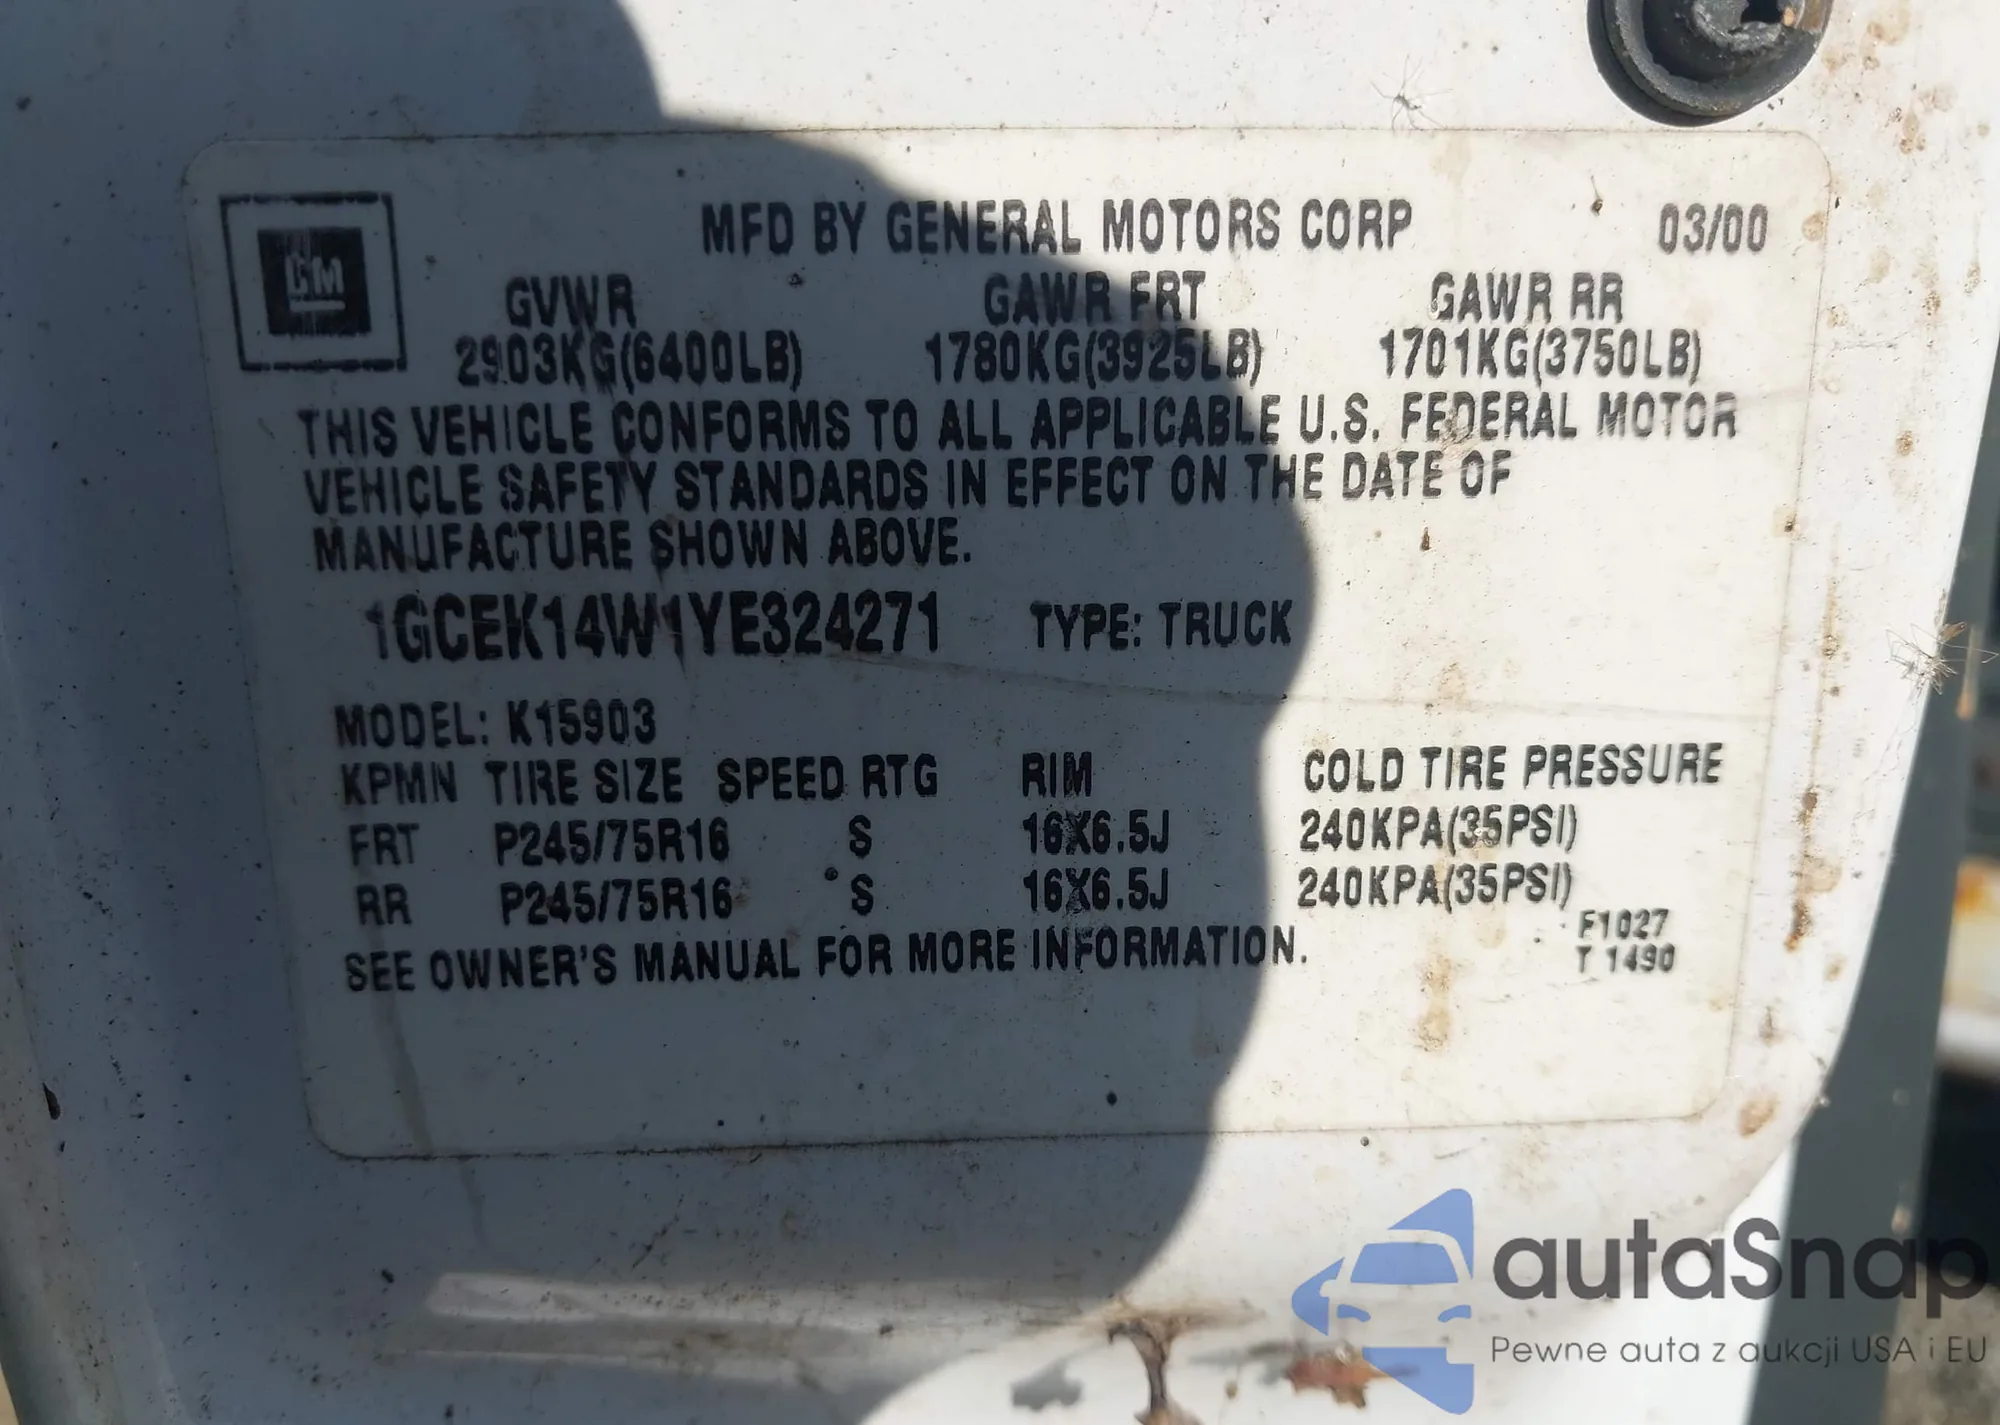 GM
MFD BY GENERAL MOTORS CORP 03/00
GVWR GAWR FRT GAWR RR
2903KG(6400LB) 1780KG(3925LB) 1701KG(3750LB)
THIS VEHICLE CONFORMS TO ALL APPLICABLE U.S. FEDERAL MOTOR
VEHICLE SAFETY STANDARDS IN EFFECT ON THE DATE OF
MANUFACTURE SHOWN ABOVE.
1GCEK14W1YE324271 TYPE: TRUCK
MODEL: K15903
KPMN TIRE SIZE SPEED RTG RIM COLD TIRE PRESSURE
FRT P245/75R16 S 16X6.5J 240KPA(35PSI)
RR P245/75R16 S 16X6.5J 240KPA(35PSI)
SEE OWNER'S MANUAL FOR MORE INFORMATION.
F1027
T 1490
autaSnap
Pewne auta z aukcji USA i EU